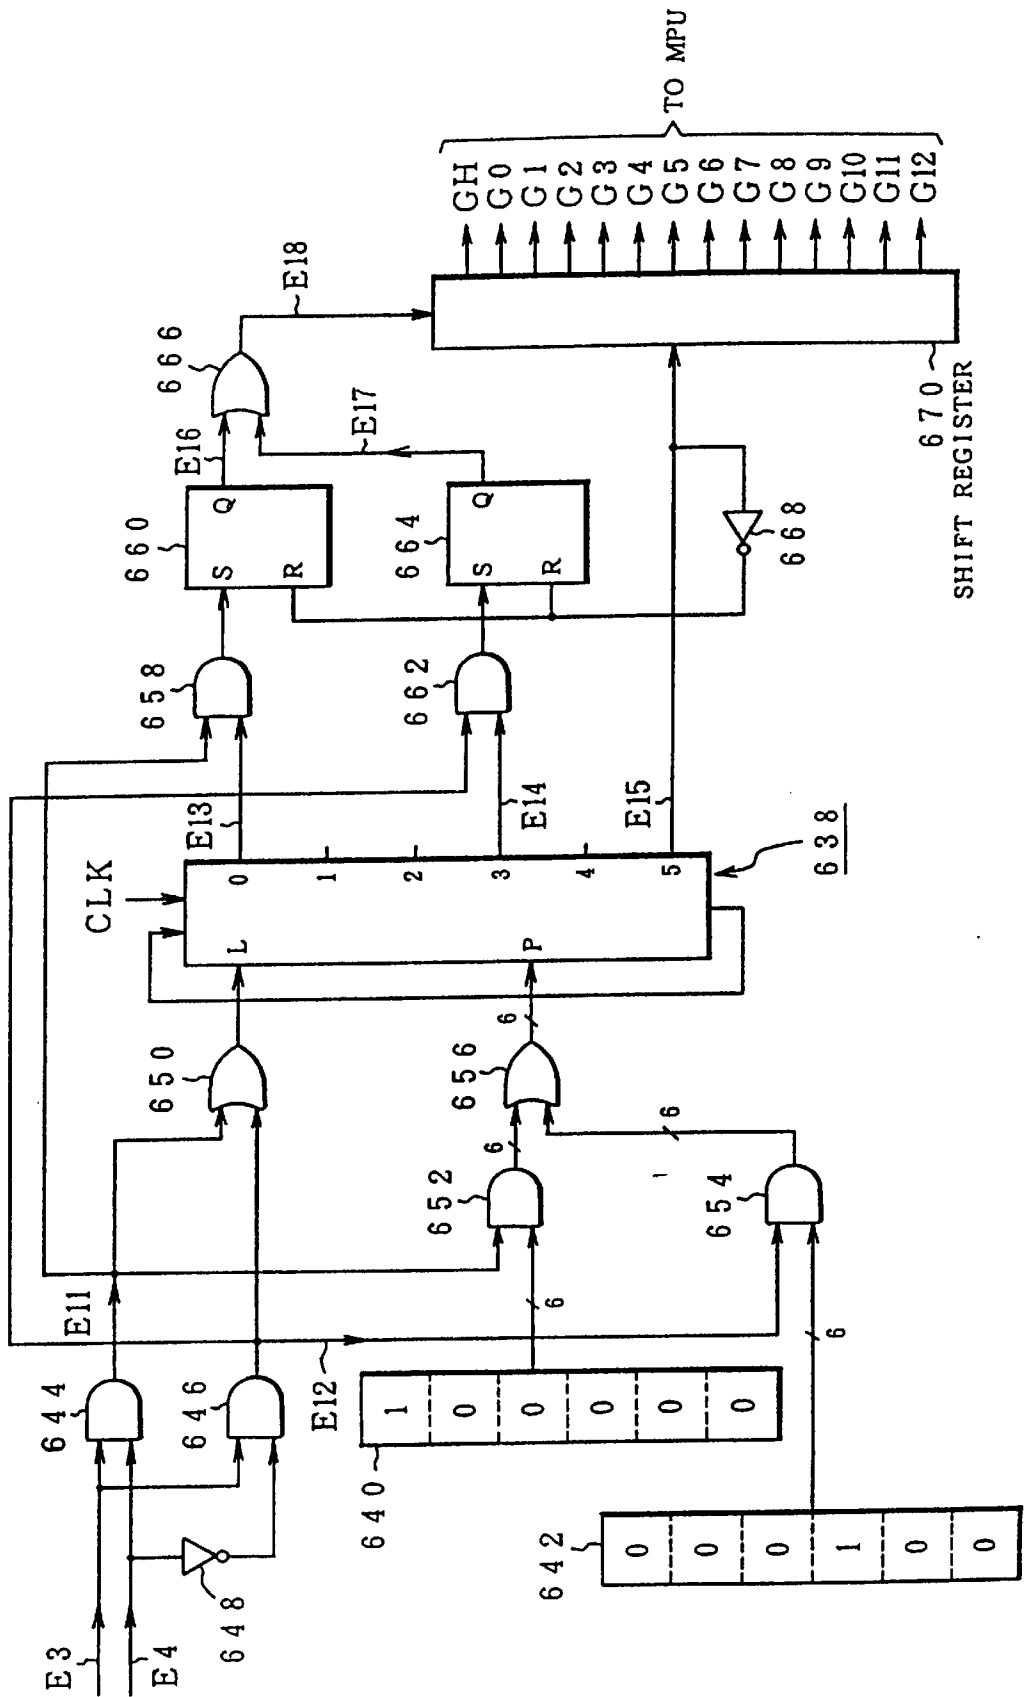 E3
E4
648
644
646
E11
E12
640
1 0 0 0 0 0
642
0 0 0 1 0 0
650
652
654
6
6
6
6
656
6
CLK
L
P
0
1
2
3
4
5
638
E13
E14
E15
658
662
660
S
R
Q
664
S
R
Q
668
E16
E17
666
E18
670
SHIFT REGISTER
GH
G0
G1
G2
G3
G4
G5
G6
G7
G8
G9
G10
G11
G12
TO MPU